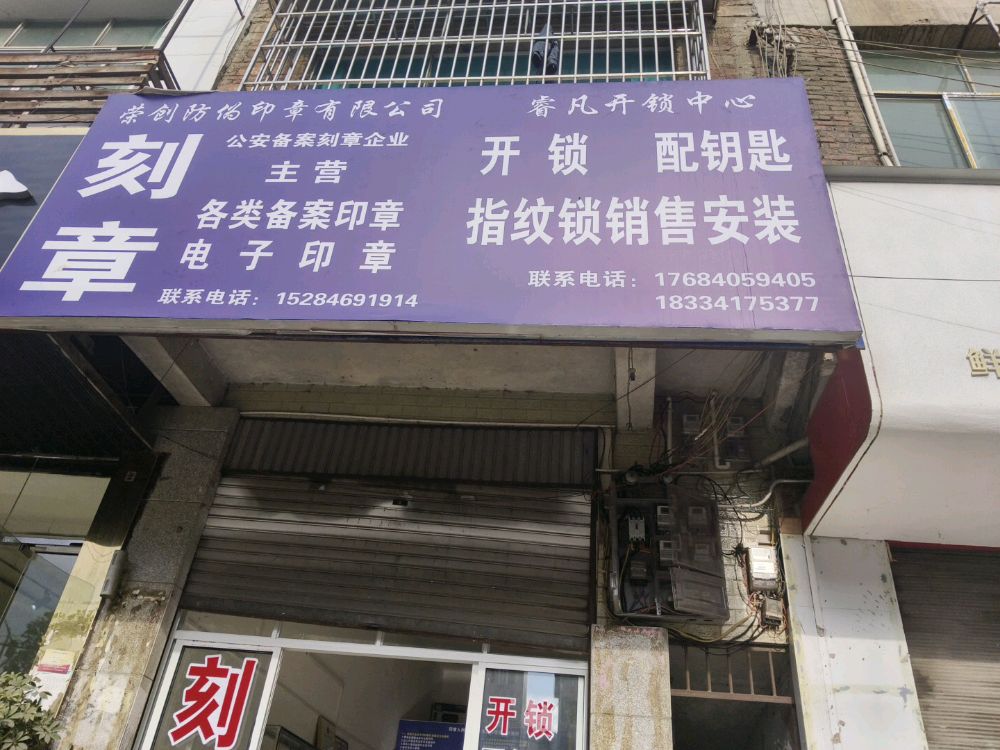 荣创防伪印章有限公司
刻章
公安备案刻章企业
主营
各类备案印章
电子印章
联系电话：15284691914
睿凡开锁中心
开锁 配钥匙
指纹锁销售安装
联系电话：17684059405
18334175377
鲜
刻
开锁